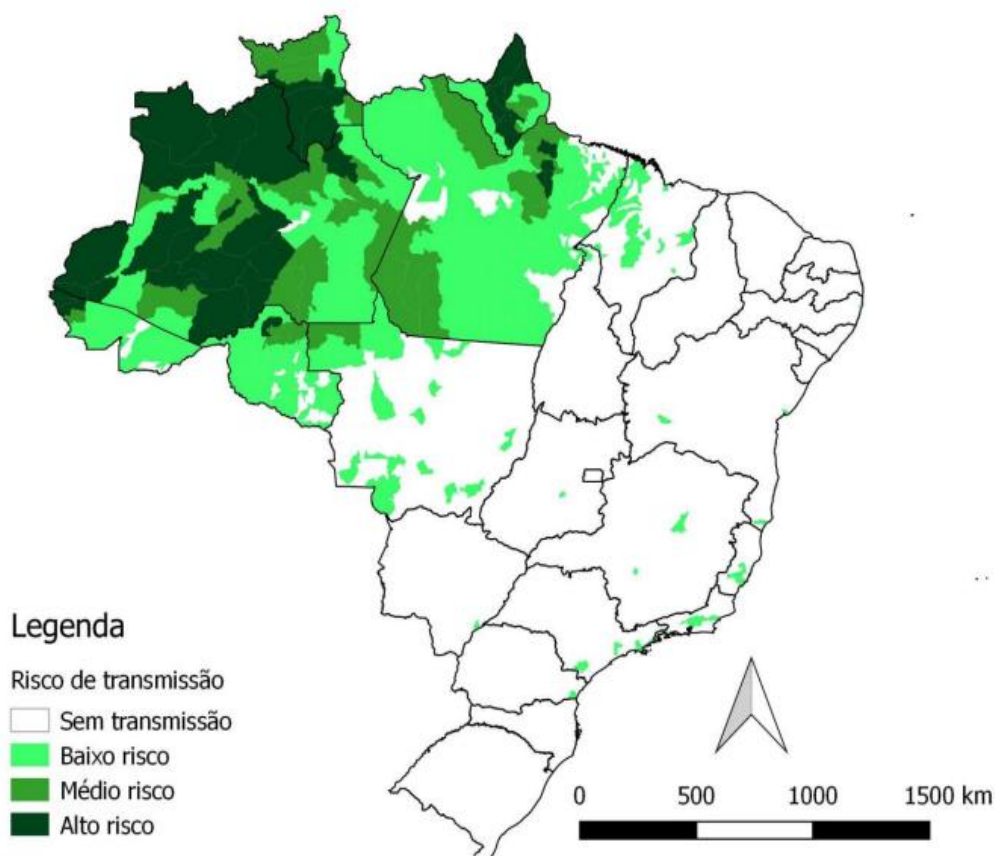 Legenda
Risco de transmissão
Sem transmissão
Baixo risco
Médio risco
Alto risco
0 500 1000 1500 km